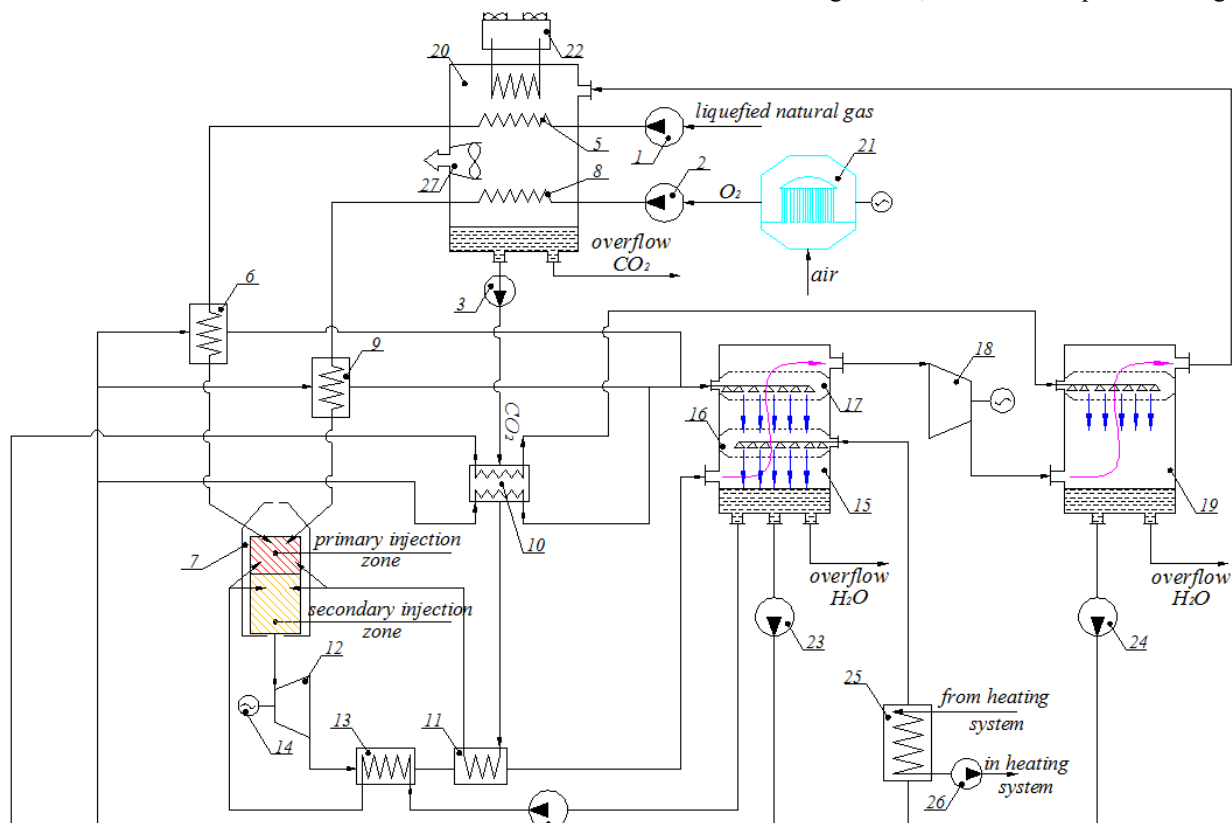 22
20
liquefied natural gas
5
1
2
21
27
8
O₂
overflow
CO₂
air
3
6
9
18
17
CO₂
16
15
19
10
7
primary injection
zone
overflow
H₂O
overflow
H₂O
secondary injection
zone
23
24
12
25
from heating
system
14
13
11
in heating
system
26